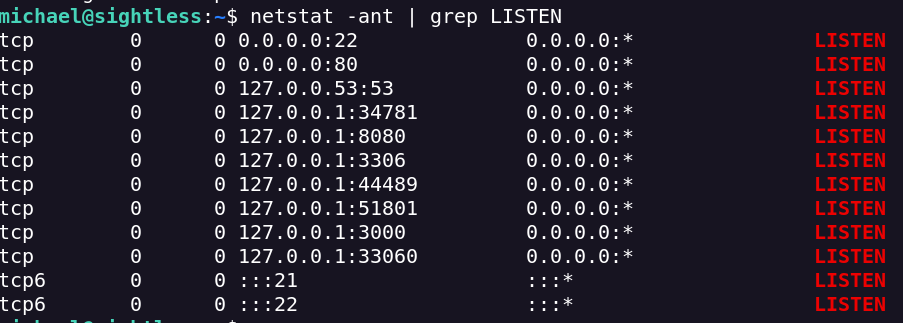 michael@sightless:~$ netstat -ant | grep LISTEN
tcp 0 0 0.0.0.0:22 0.0.0.0:* LISTEN
tcp 0 0 0.0.0.0:80 0.0.0.0:* LISTEN
tcp 0 0 127.0.0.53:53 0.0.0.0:* LISTEN
tcp 0 0 127.0.0.1:34781 0.0.0.0:* LISTEN
tcp 0 0 127.0.0.1:8080 0.0.0.0:* LISTEN
tcp 0 0 127.0.0.1:3306 0.0.0.0:* LISTEN
tcp 0 0 127.0.0.1:44489 0.0.0.0:* LISTEN
tcp 0 0 127.0.0.1:51801 0.0.0.0:* LISTEN
tcp 0 0 127.0.0.1:3000 0.0.0.0:* LISTEN
tcp 0 0 127.0.0.1:33060 0.0.0.0:* LISTEN
tcp6 0 0 :::21 :::* LISTEN
tcp6 0 0 :::22 :::* LISTEN